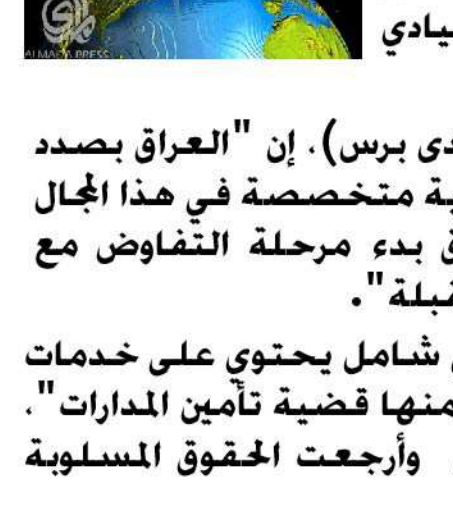 ALMADA PRESS
يادي
دى برس). إن "العراق بصدد
ية متخصصة في هذا المجال
ق بدء مرحلة التفاوض مع
قبلة".
شامل يحتوي على خدمات
منها قضية تأمين المدارات".
وأرجعت الحقوق المسلوبة